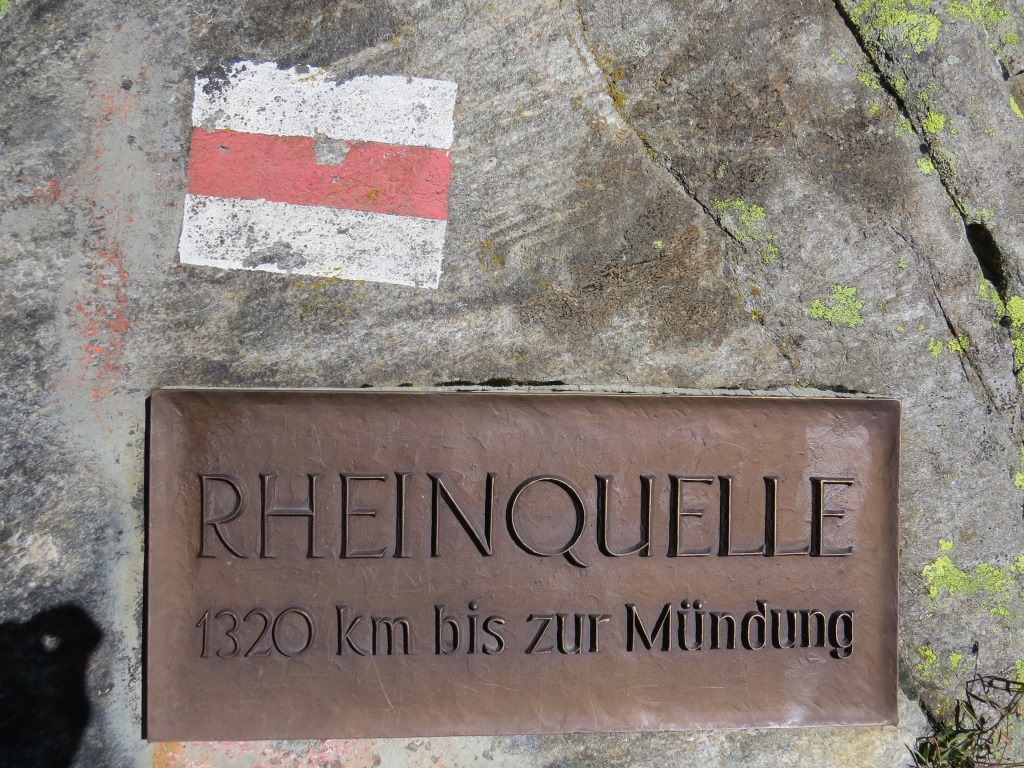 RHEINQUELLE
1320 km bis zur Mündung